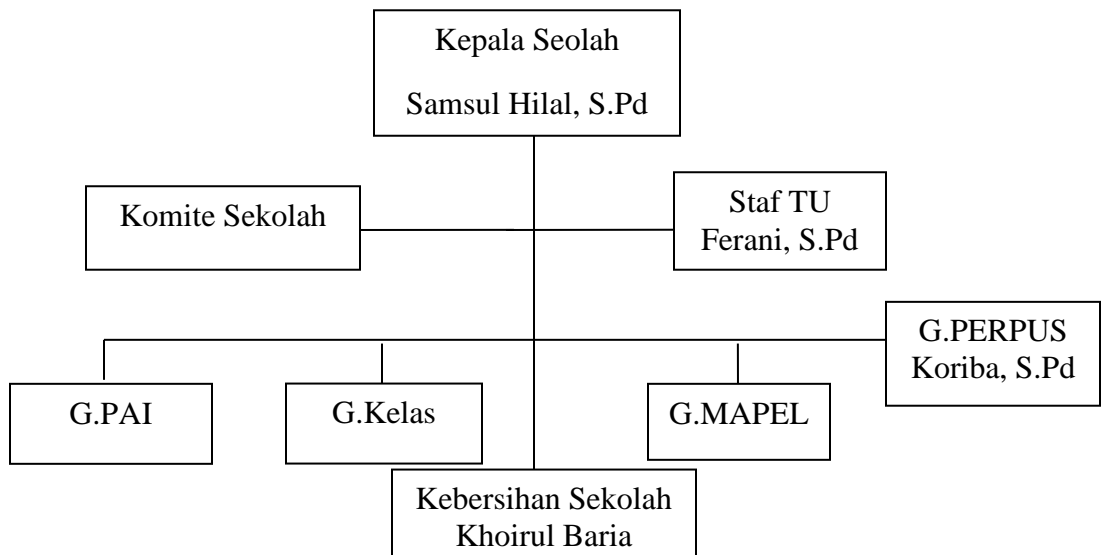 Kepala Seolah
Samsul Hilal, S.Pd
Komite Sekolah
Staf TU
Ferani, S.Pd
G.PERPUS
Koriba, S.Pd
G.PAI
G.Kelas
G.MAPEL
Kebersihan Sekolah
Khoirul Baria